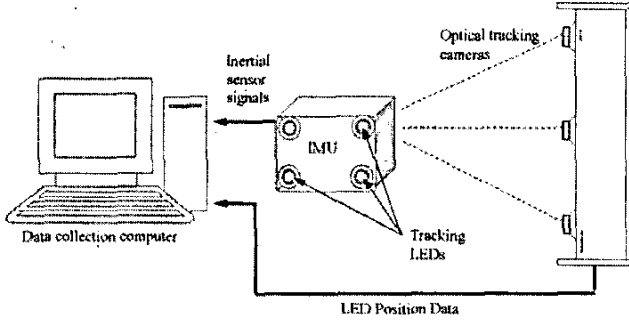 Optical tracking
cameras
Inertial
sensor
signals
IMU
Data collection computer
Tracking
LEDs
LED Position Data